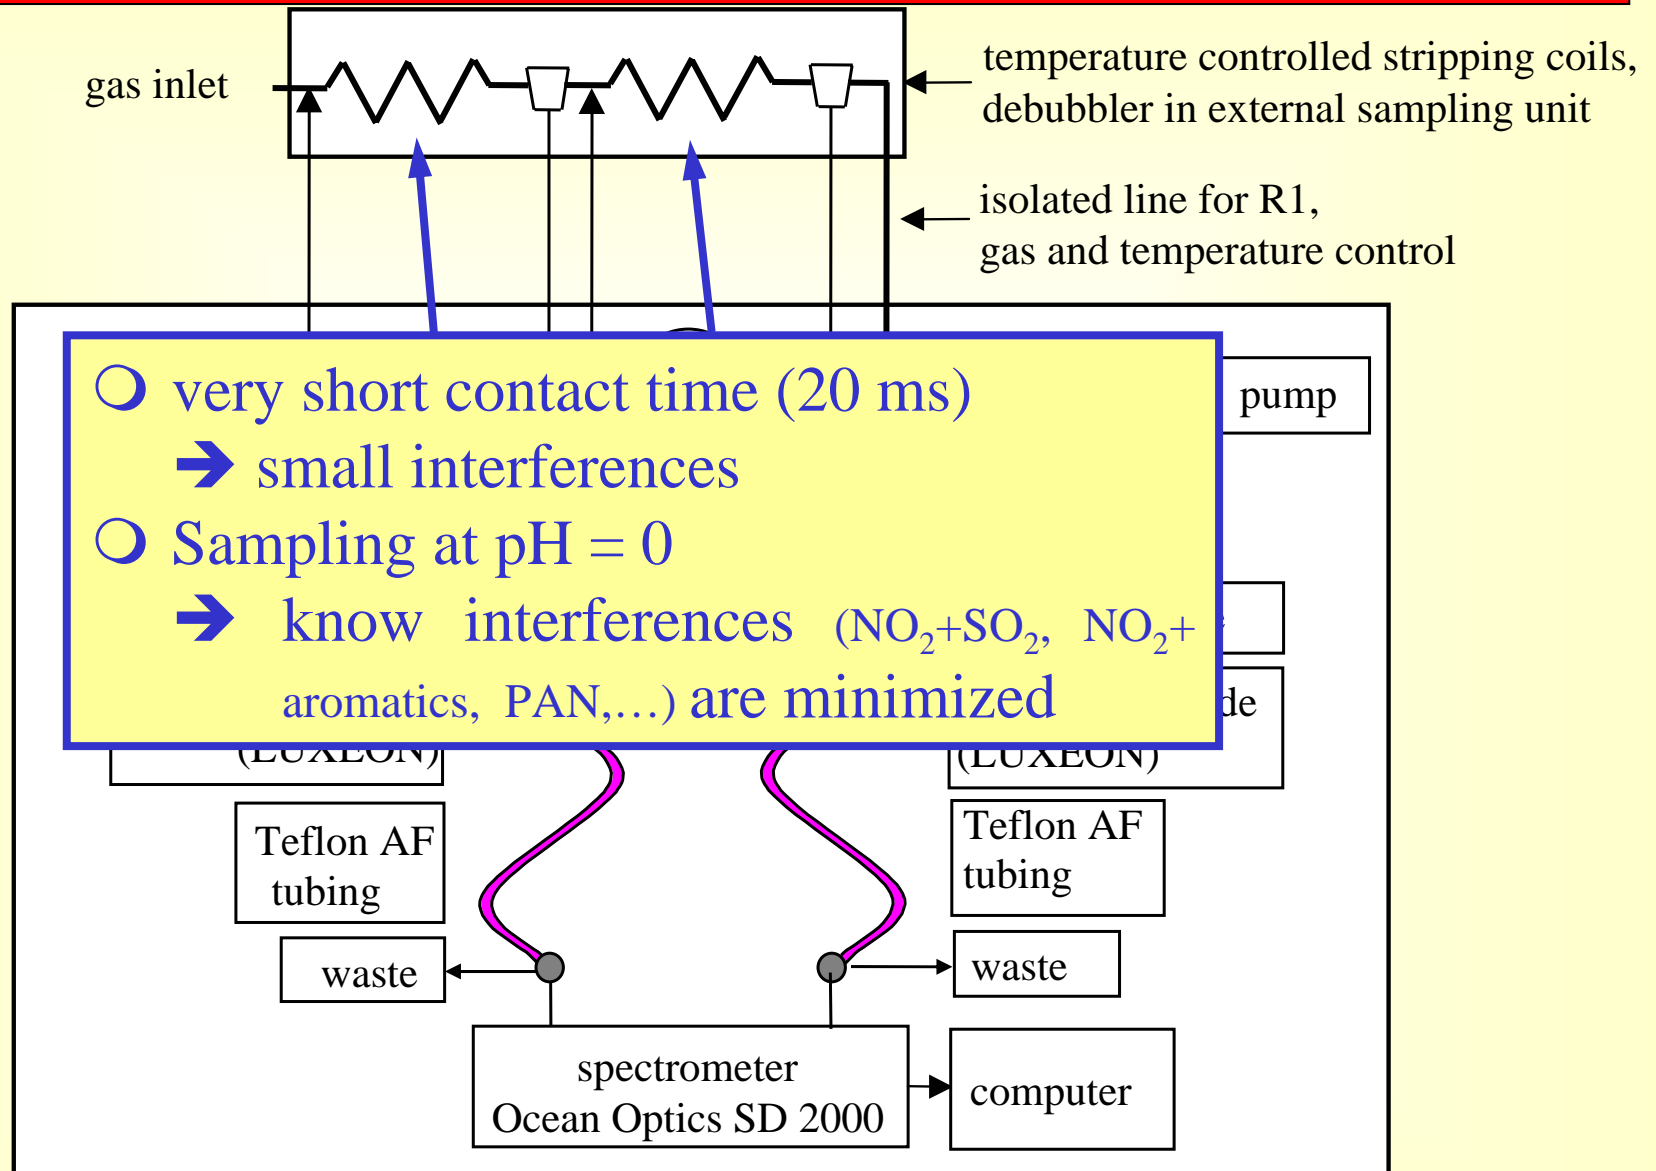 gas inlet
temperature controlled stripping coils,
debubbler in external sampling unit
isolated line for R1,
gas and temperature control
❍ very short contact time (20 ms)
➔ small interferences
❍ Sampling at pH = 0
➔ know interferences (NO₂+SO₂, NO₂+
aromatics, PAN,…) are minimized
pump
de
(LUXEON)
(LUXEON)
Teflon AF
tubing
Teflon AF
tubing
waste
waste
spectrometer
Ocean Optics SD 2000
computer